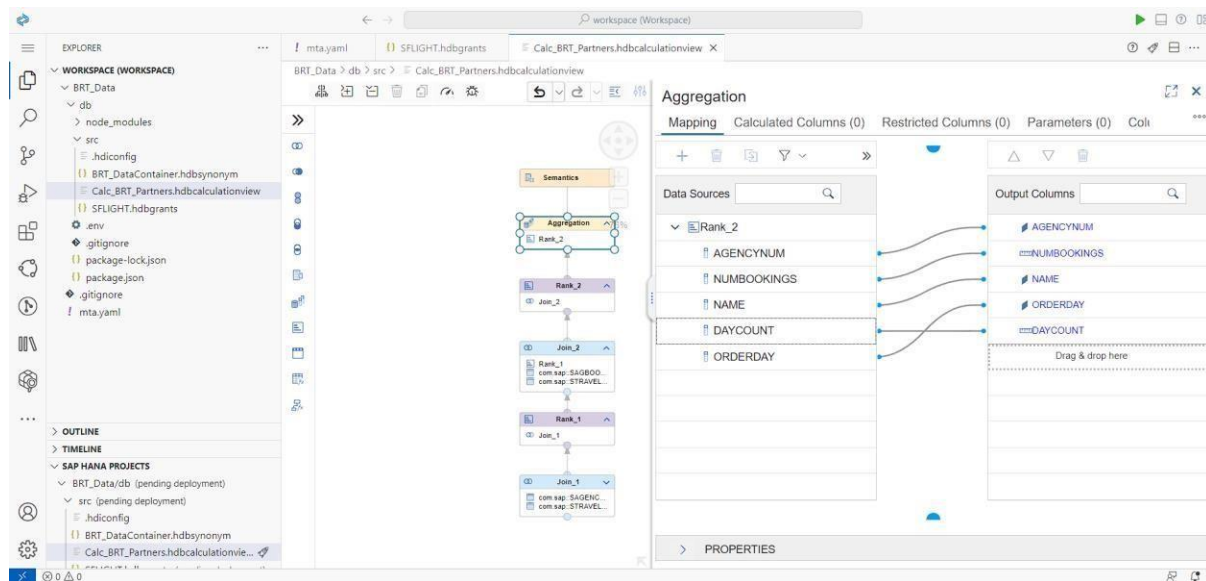 workspace (Workspace)
EXPLORER
mta.yaml
SFLIGHT.hdbgrants
Calc_BRT_Partners.hdbcalculationview
WORKSPACE (WORKSPACE)
BRT_Data
db
node_modules
src
.hdiconfig
{} BRT_DataContainer.hdbsynonym
Calc_BRT_Partners.hdbcalculationview
{} SFLIGHT.hdbgrants
.env
.gitignore
{} package-lock.json
{} package.json
.gitignore
! mta.yaml
OUTLINE
TIMELINE
SAP HANA PROJECTS
BRT_Data/db (pending deployment)
src (pending deployment)
.hdiconfig
{} BRT_DataContainer.hdbsynonym
Calc_BRT_Partners.hdbcalculationvie...
0 0
BRT_Data > db > src > Calc_BRT_Partners.hdbcalculationview
Semantics
Aggregation
Rank_2
Rank_2
Join_2
Join_2
Rank_1
com.sap::SAGBOO...
com.sap::STRAVEL...
Rank_1
Join_1
Join_1
com.sap::SAGENC...
com.sap::STRAVEL...
Aggregation
Mapping Calculated Columns (0) Restricted Columns (0) Parameters (0) Colu
Data Sources
Rank_2
AGENCYNUM
NUMBOOKINGS
NAME
DAYCOUNT
ORDERDAY
Output Columns
AGENCYNUM
NUMBOOKINGS
NAME
ORDERDAY
DAYCOUNT
Drag & drop here
PROPERTIES